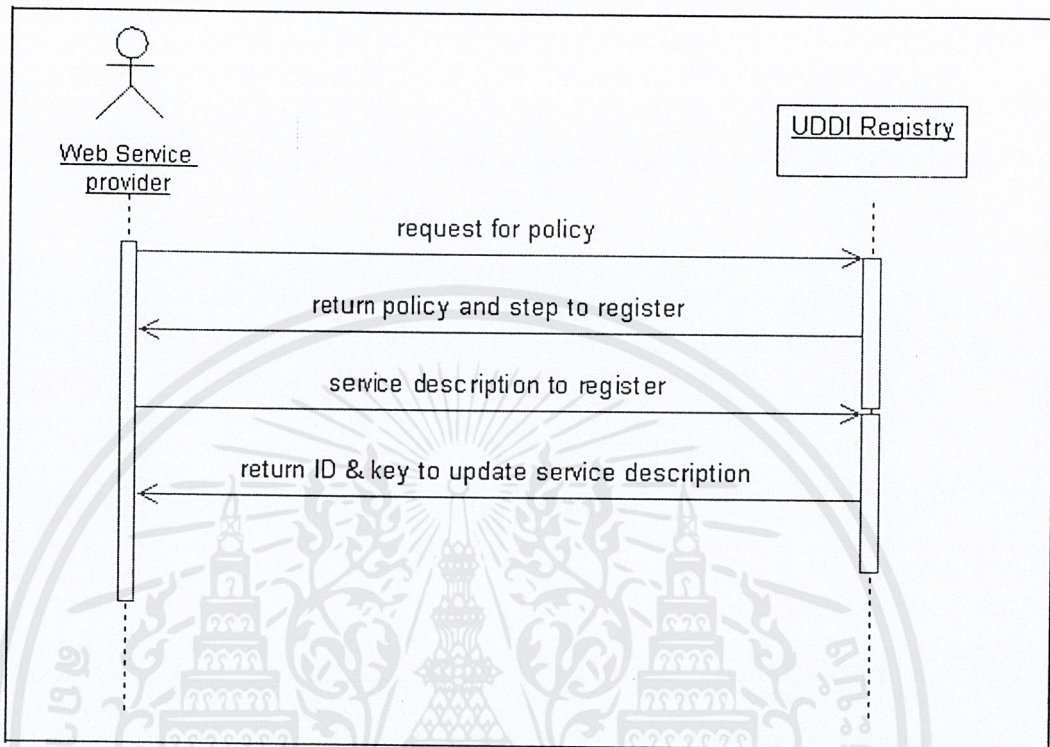 Web Service
provider
UDDI Registry
request for policy
return policy and step to register
service description to register
return ID & key to update service description